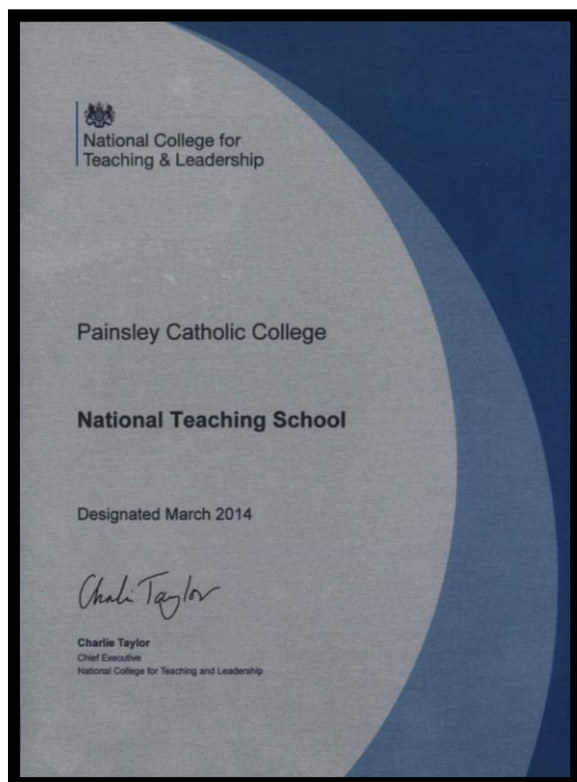 National College for
Teaching & Leadership
Painsley Catholic College
National Teaching School
Designated March 2014
Charlie Taylor
Charlie Taylor
Chief Executive
National College for Teaching and Leadership